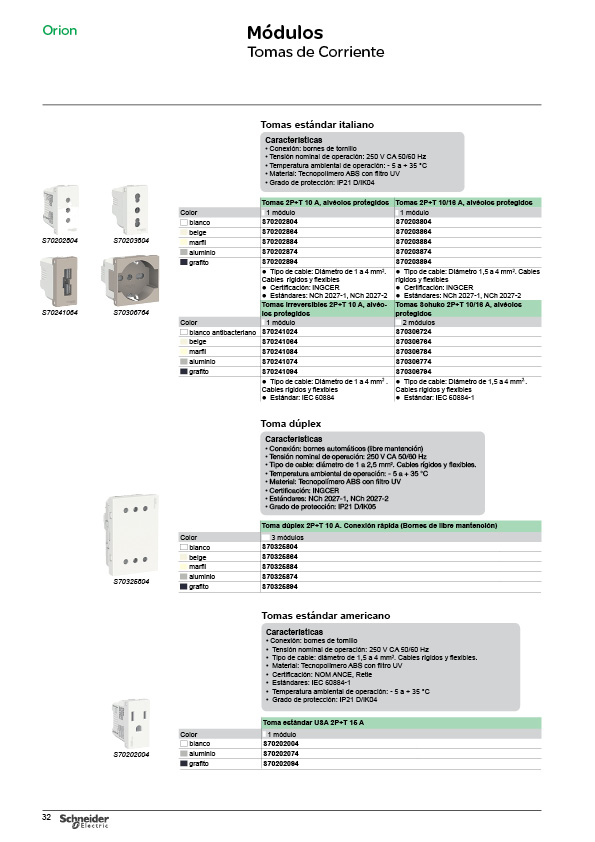 Orion
Módulos
Tomas de Corriente
Tomas estándar italiano
Características
• Conexión: bornes de tornillo
• Tensión nominal de operación: 250 V CA 50/60 Hz
• Temperatura ambiental de operación: - 5 a + 35 °C
• Material: Tecnopolímero ABS con filtro UV
• Grado de protección: IP21 D/IK04
Tomas 2P+T 10 A, alvéolos protegidos Tomas 2P+T 10/16 A, alvéolos protegidos
Color 1 módulo 1 módulo
blanco S70202804 S70203804
beige S70202864 S70203864
marfil S70202884 S70203884
aluminio S70202874 S70203874
grafito S70202894 S70203894
● Tipo de cable: Diámetro de 1 a 4 mm². Cables rígidos y flexibles
● Certificación: INGCER
● Estándares: NCh 2027-1, NCh 2027-2
● Tipo de cable: Diámetro 1,5 a 4 mm². Cables rígidos y flexibles
● Certificación: INGCER
● Estándares: NCh 2027-1, NCh 2027-2
S70202804
S70203804
S70241064
S70306764
Tomas Irreversibles 2P+T 10 A, alvéo-
los protegidos
Tomas Schuko 2P+T 10/16 A, alvéolos
protegidos
Color 1 módulo 2 módulos
blanco antibacteriano S70241024 S70306724
beige S70241064 S70306764
marfil S70241084 S70306784
aluminio S70241074 S70306774
grafito S70241094 S70306794
● Tipo de cable: Diámetro de 1 a 4 mm² .
Cables rígidos y flexibles
● Estándar: IEC 60884
● Tipo de cable: Diámetro de 1,5 a 4 mm² .
Cables rígidos y flexibles
● Estándar: IEC 60884-1
Toma dúplex
Características
• Conexión: bornes automáticos (libre mantención)
• Tensión nominal de operación: 250 V CA 50/60 Hz
• Tipo de cable: diámetro de 1 a 2,5 mm². Cables rígidos y flexibles.
• Temperatura ambiental de operación: - 5 a + 35 °C
• Material: Tecnopolímero ABS con filtro UV
• Certificación: INGCER
• Estándares: NCh 2027-1, NCh 2027-2
• Grado de protección: IP21 D/IK05
Toma dúplex 2P+T 10 A. Conexión rápida (Bornes de libre mantención)
Color 3 módulos
blanco S70325804
beige S70325864
marfil S70325884
aluminio S70325874
grafito S70325894
S70325804
Tomas estándar americano
Características
• Conexión: bornes de tornillo
• Tensión nominal de operación: 250 V CA 50/60 Hz
• Tipo de cable: diámetro de 1,5 a 4 mm². Cables rígidos y flexibles.
• Material: Tecnopolímero ABS con filtro UV
• Certificación: NOM ANCE, Retie
• Estándares: IEC 60884-1
• Temperatura ambiental de operación: - 5 a + 35 °C
• Grado de protección: IP21 D/IK04
Toma estándar USA 2P+T 15 A
Color 1 módulo
blanco S70202004
aluminio S70202074
grafito S70202094
S70202004
32 Schneider
Electric